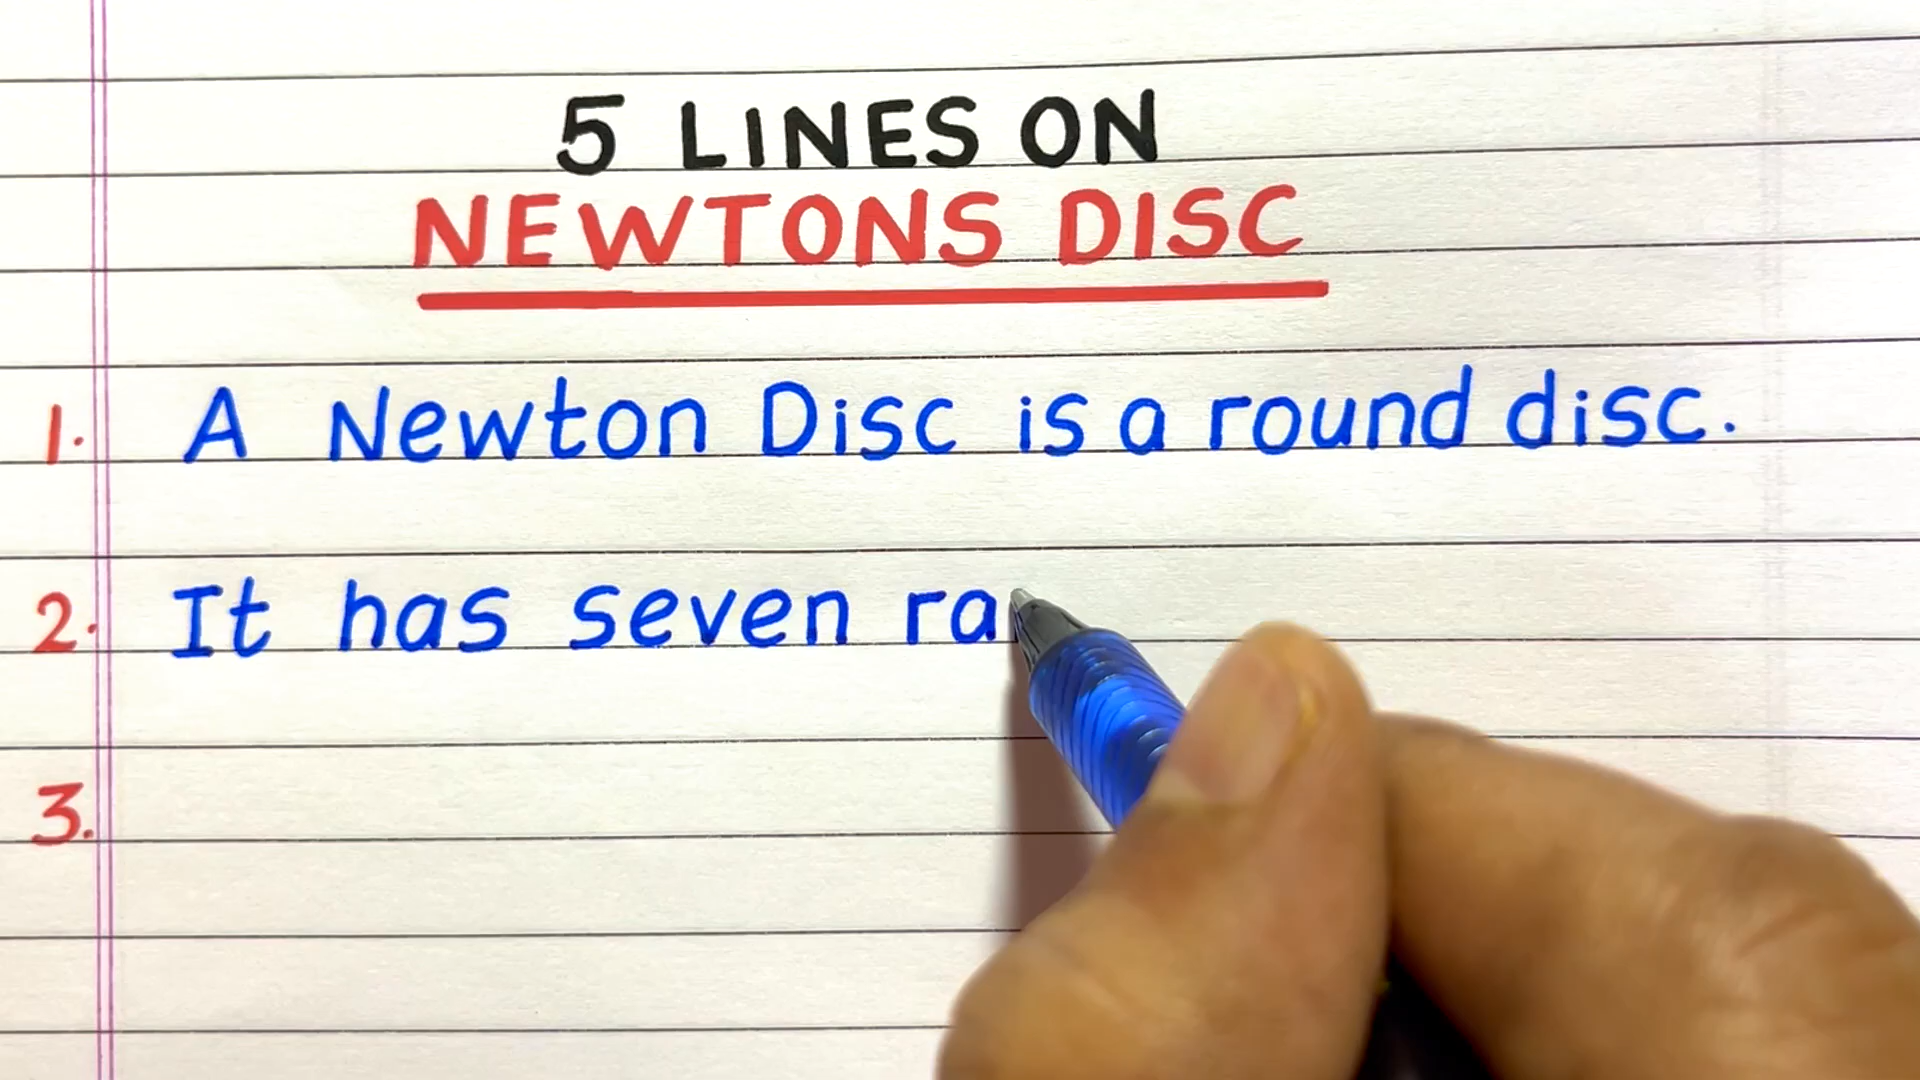 5 LINES ON
NEWTONS DISC
1. A Newton Disc is a round disc.
2. It has seven ra
3.